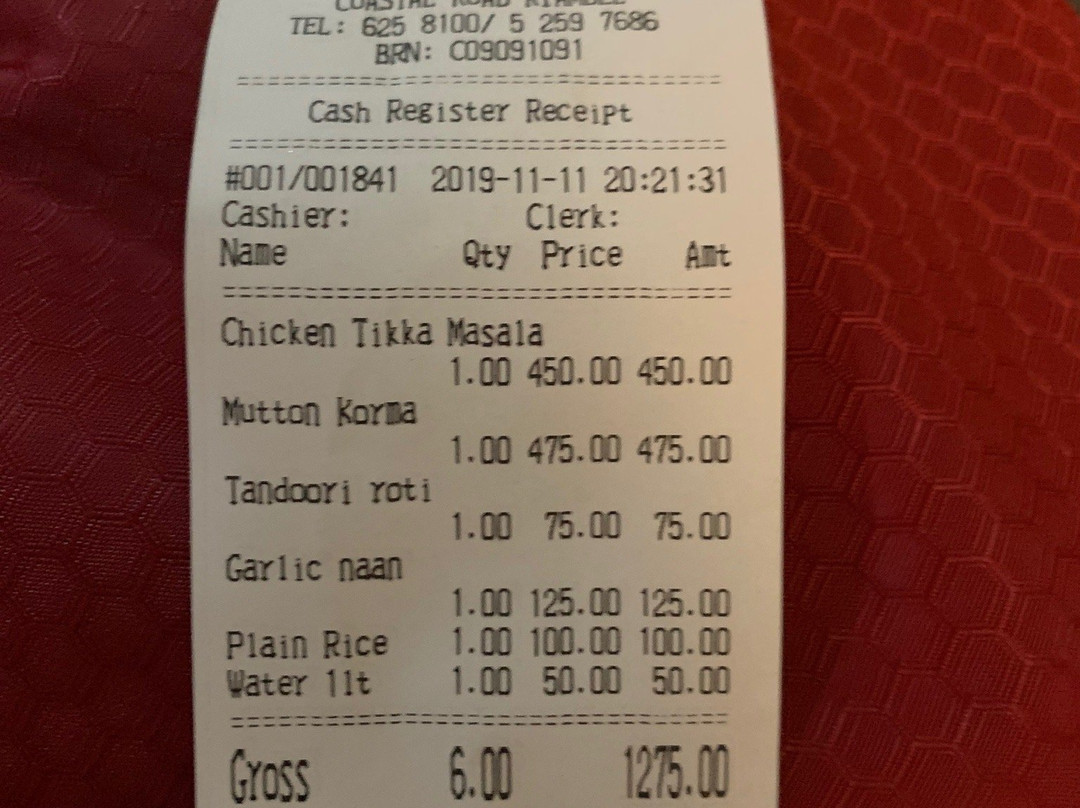 COASTAL ROAD RIAMBEL
TEL: 625 8100/ 5 259 7686
BRN: C09091091
==============================
Cash Register Receipt
==============================
#001/001841 2019-11-11 20:21:31
Cashier: Clerk:
Name Qty Price Amt
==============================
Chicken Tikka Masala
1.00 450.00 450.00
Mutton Korma
1.00 475.00 475.00
Tandoori roti
1.00 75.00 75.00
Garlic naan
1.00 125.00 125.00
Plain Rice 1.00 100.00 100.00
Water 1lt 1.00 50.00 50.00
==============================
Gross 6.00 1275.00